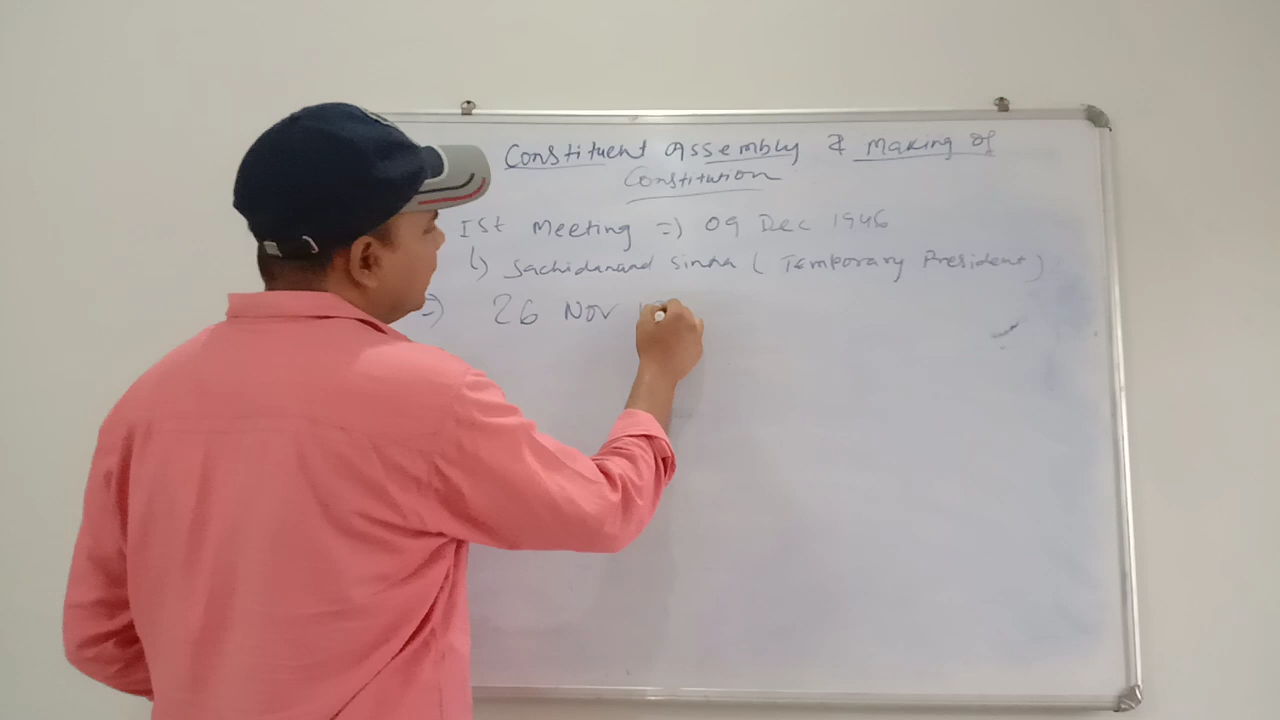 Constituent Assembly & Making of
Constitution
Ist Meeting => 09 Dec 1946
↳ Sachidanand Sinha ( Temporary President )
=> 26 Nov